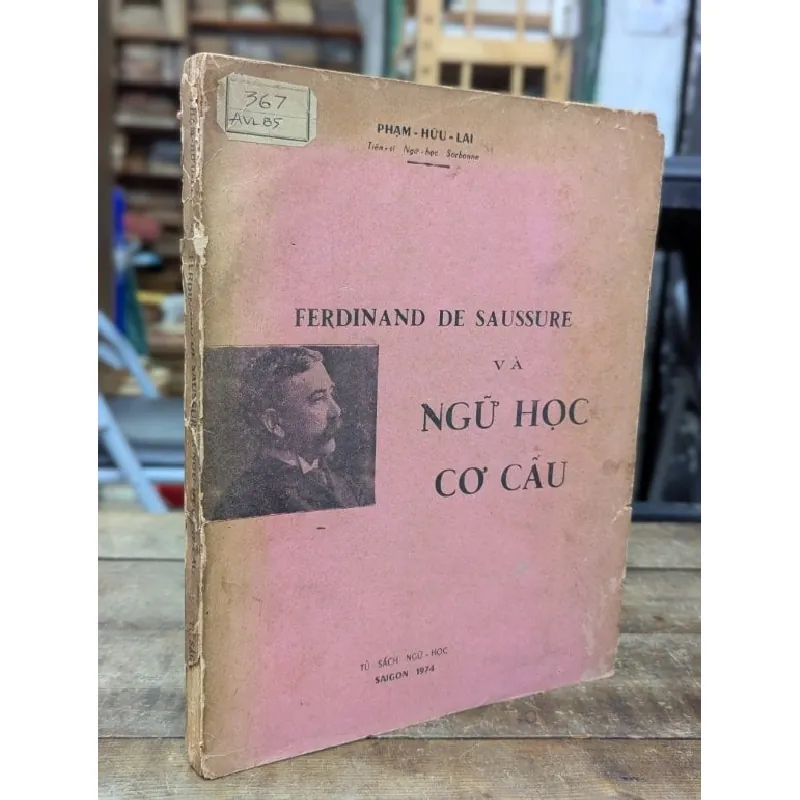 367
AVL85
PHẠM-HỮU-LAI
Tiến-sĩ Ngữ-học Sorbonne
FERDINAND DE SAUSSURE
VÀ
NGỮ HỌC
CƠ CẤU
TỦ SÁCH NGỮ-HỌC
SAIGON 1974